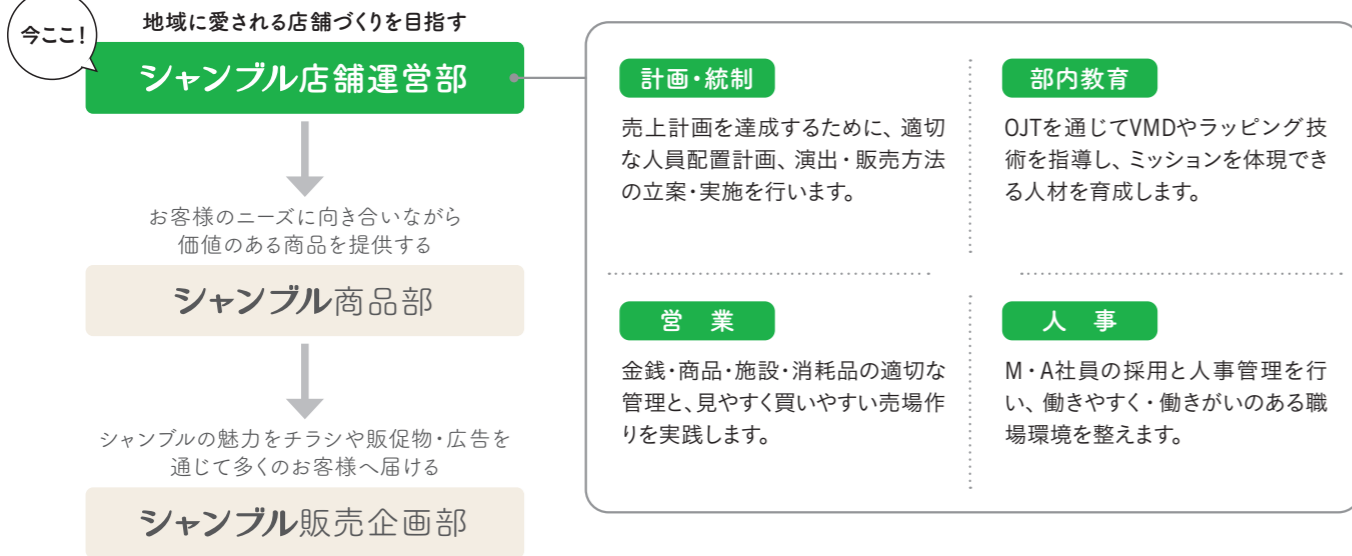 今ここ！
地域に愛される店舗づくりを目指す
シャンブル店舗運営部
お客様のニーズに向き合いながら
価値のある商品を提供する
シャンブル商品部
シャンブルの魅力をチラシや販促物・広告を
通じて多くのお客様へ届ける
シャンブル販売企画部
計画・統制
売上計画を達成するために、適切
な人員配置計画、演出・販売方法
の立案・実施を行います。
部内教育
OJTを通じてVMDやラッピング技
術を指導し、ミッションを体現でき
る人材を育成します。
営 業
金銭・商品・施設・消耗品の適切な
管理と、見やすく買いやすい売場作
りを実践します。
人 事
M・A社員の採用と人事管理を行
い、働きやすく・働きがいのある職
場環境を整えます。